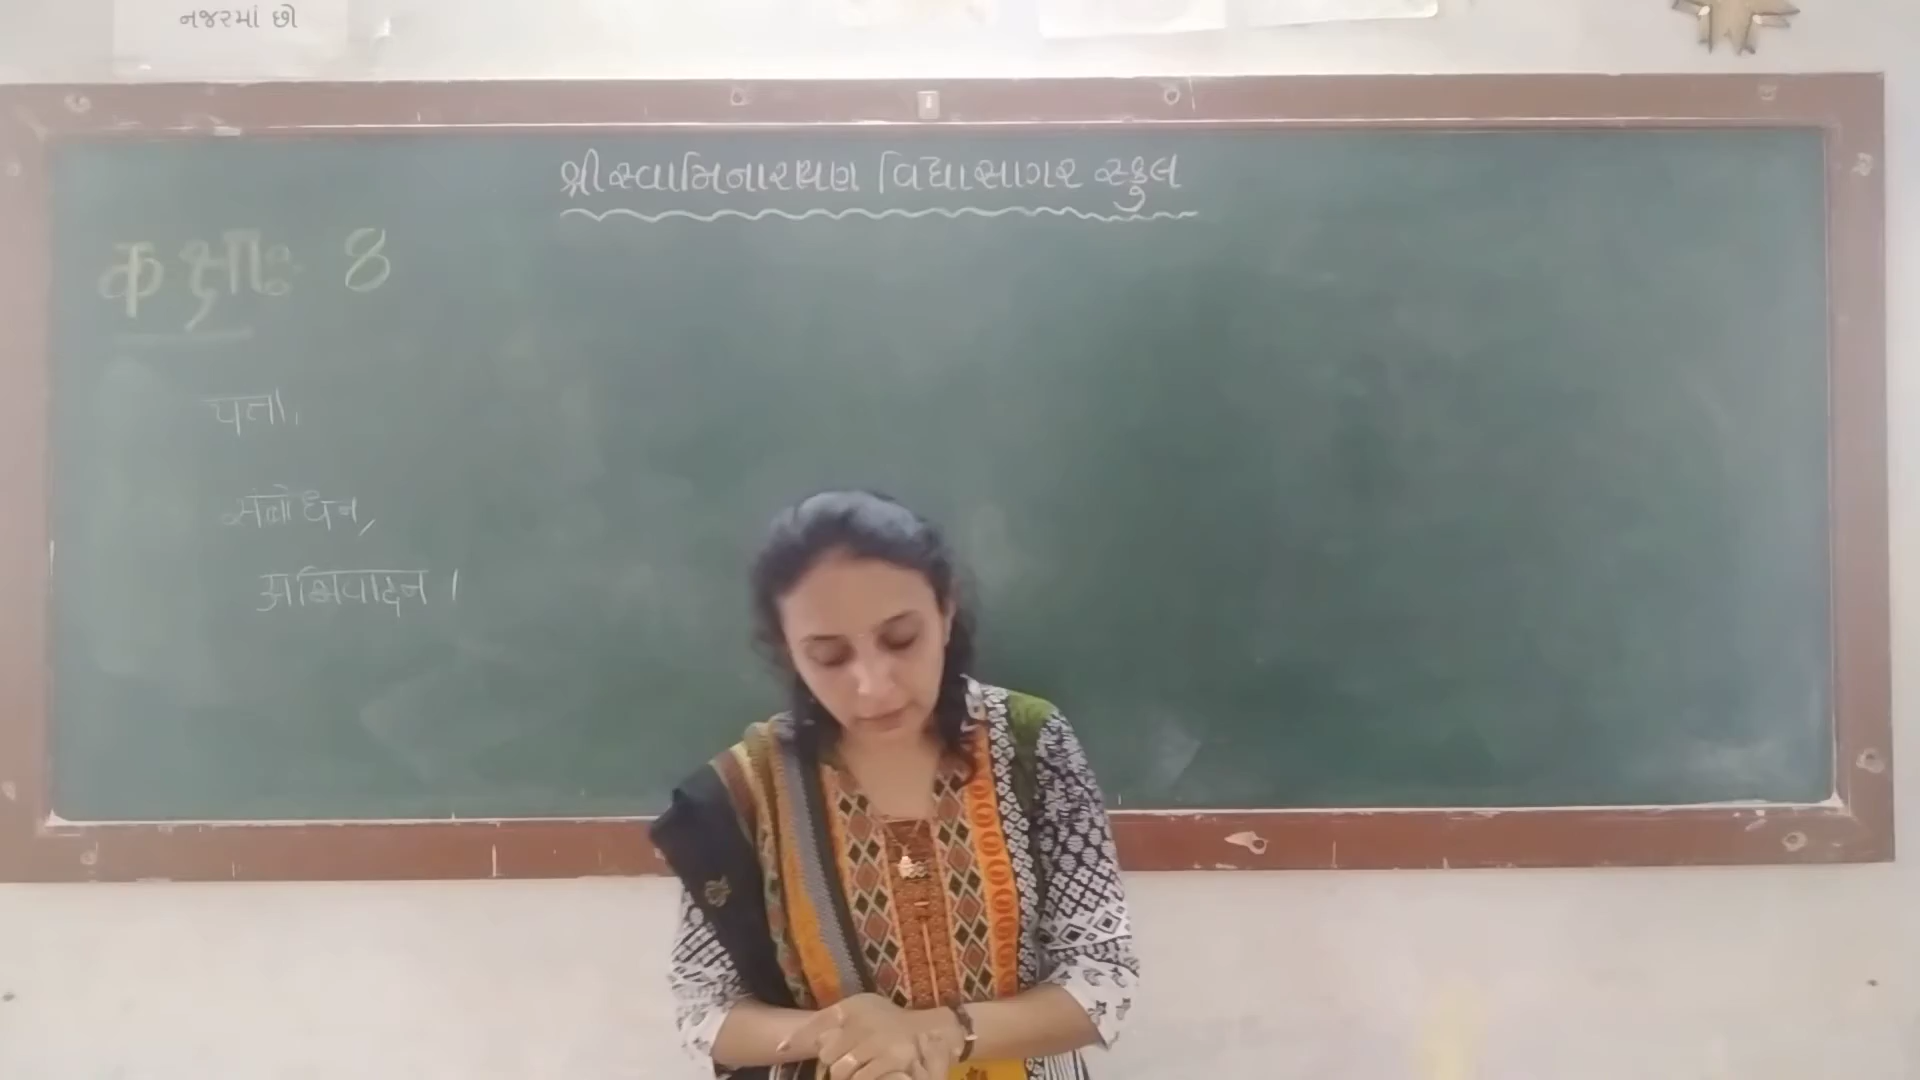 નજરમાં છો
શ્રી સ્વામિનારાયણ વિદ્યાસાગર સ્કુલ
कक्षाः 8
पता,
संबोधन,
अभिवादन ।